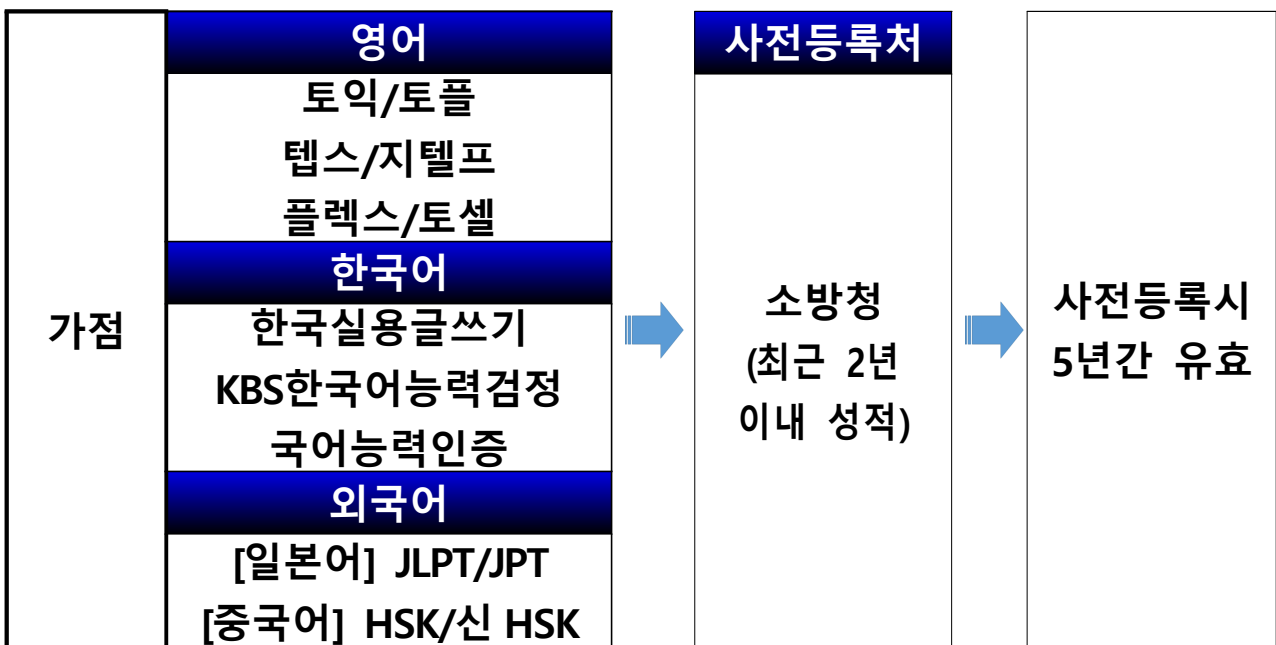 가점
영어
토익/토플
텝스/지텔프
플렉스/토셀
한국어
한국실용글쓰기
KBS한국어능력검정
국어능력인증
외국어
[일본어] JLPT/JPT
[중국어] HSK/신 HSK
사전등록처
소방청
(최근 2년
이내 성적)
사전등록시
5년간 유효